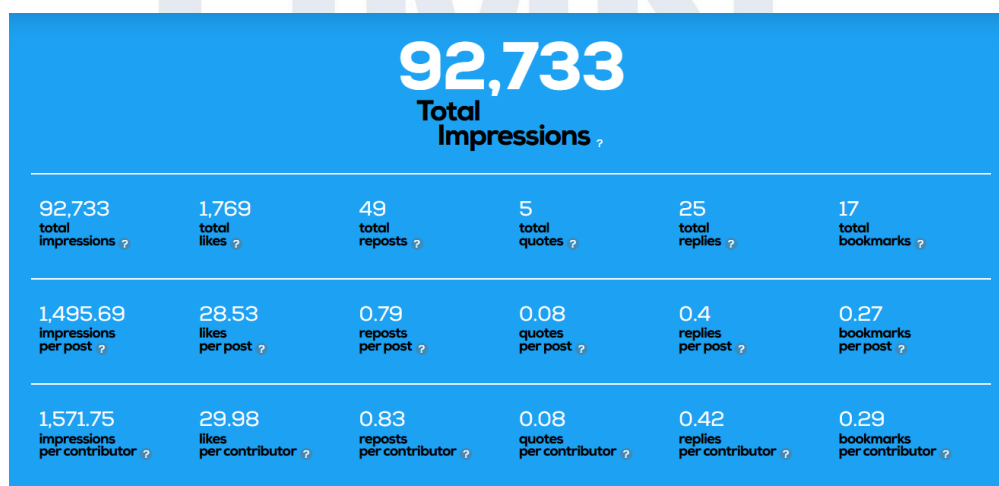 92,733
Total
Impressions ?
92,733 1,769 49 5 25 17
total total total total total total
impressions ? likes ? reposts ? quotes ? replies ? bookmarks ?
1,495.69 28.53 0.79 0.08 0.4 0.27
impressions likes reposts quotes replies bookmarks
per post ? per post ? per post ? per post ? per post ? per post ?
1,571.75 29.98 0.83 0.08 0.42 0.29
impressions likes reposts quotes replies bookmarks
per contributor ? per contributor ? per contributor ? per contributor ? per contributor ? per contributor ?